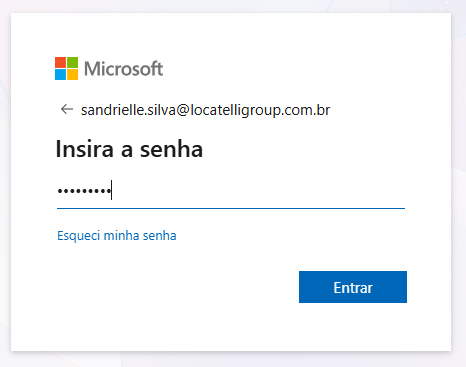 Microsoft
← sandrielle.silva@locatelligroup.com.br
Insira a senha
•••••••••
Esqueci minha senha
Entrar